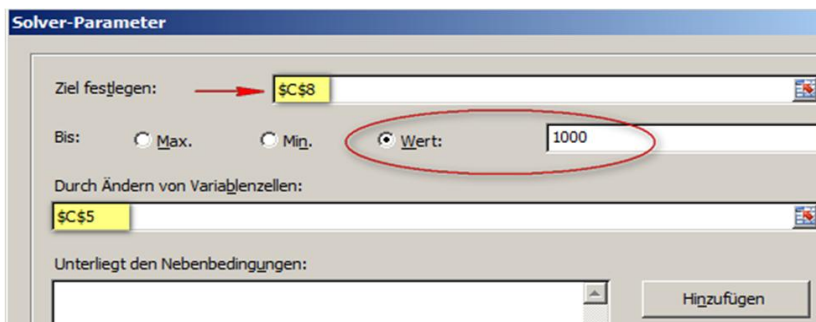 Solver-Parameter
Ziel festlegen: $C$8
Bis: Max. Min. Wert: 1000
Durch Ändern von Variablenzellen:
$C$5
Unterliegt den Nebenbedingungen:
Hinzufügen